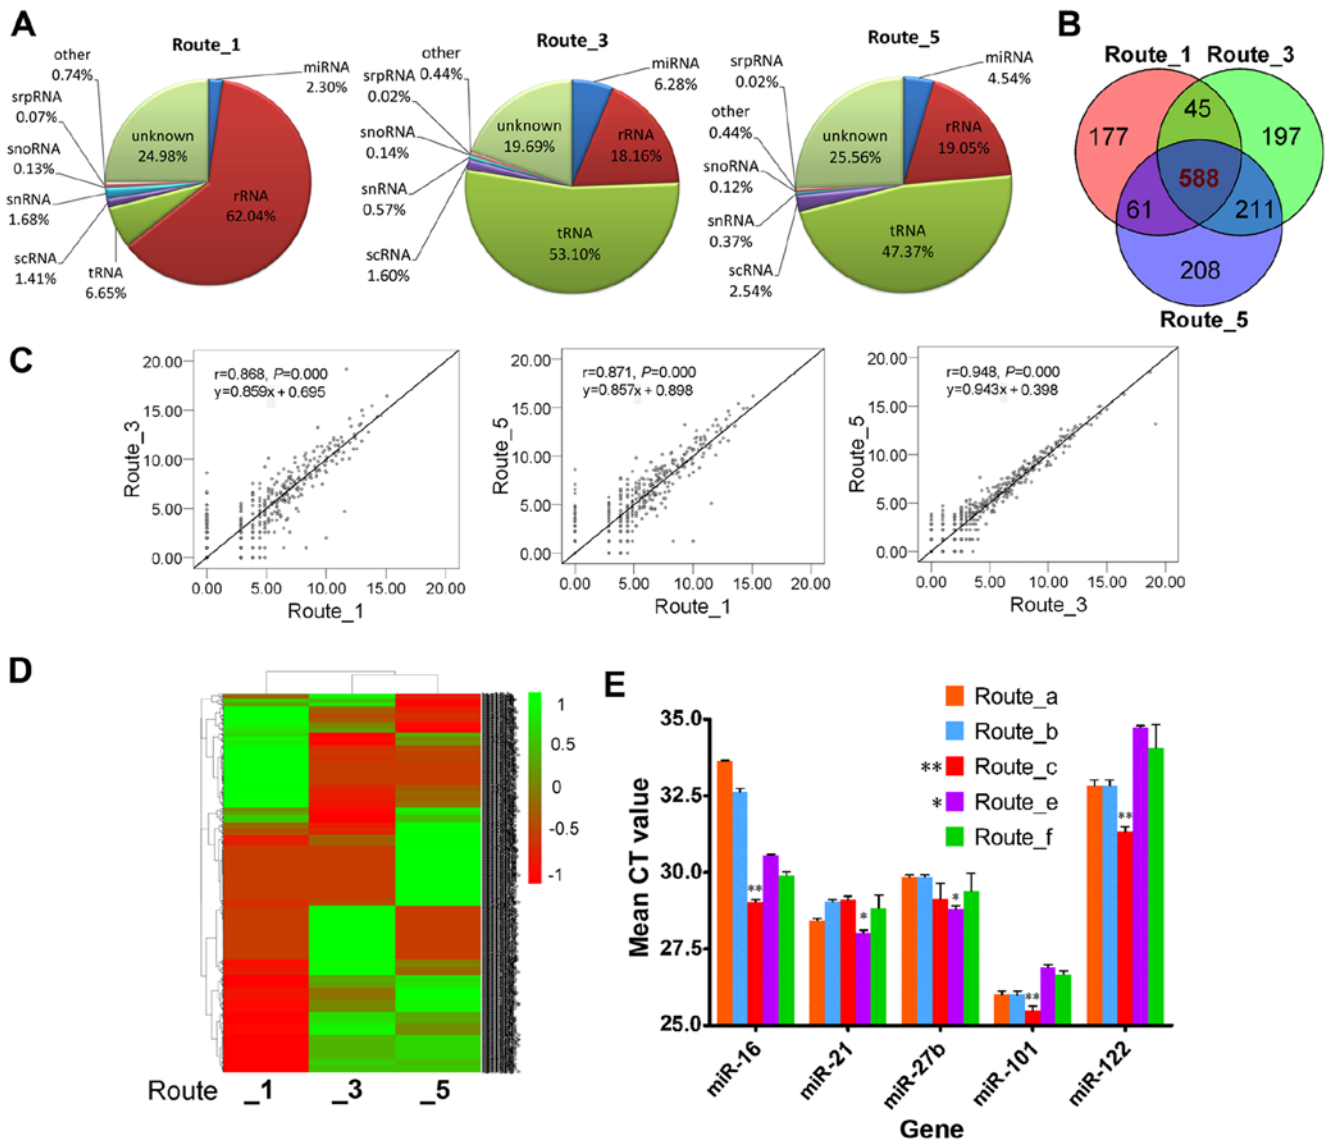 A
Route_1
other
0.74%
srpRNA
0.07%
snoRNA
0.13%
snRNA
1.68%
scRNA
1.41%
tRNA
6.65%
unknown
24.98%
miRNA
2.30%
rRNA
62.04%
Route_3
other
0.44%
srpRNA
0.02%
snoRNA
0.14%
snRNA
0.57%
scRNA
1.60%
unknown
19.69%
miRNA
6.28%
rRNA
18.16%
tRNA
53.10%
Route_5
srpRNA
0.02%
other
0.44%
snoRNA
0.12%
snRNA
0.37%
scRNA
2.54%
unknown
25.56%
miRNA
4.54%
rRNA
19.05%
tRNA
47.37%
B
Route_1 Route_3
45
177 197
588
61 211
208
Route_5
C
r=0.868, P=0.000
y=0.859x+0.695
20.00
15.00
10.00
5.00
0.00
Route_3
0.00 5.00 10.00 15.00 20.00
Route_1
r=0.871, P=0.000
y=0.857x+0.898
20.00
15.00
10.00
5.00
0.00
Route_5
0.00 5.00 10.00 15.00 20.00
Route_1
r=0.948, P=0.000
y=0.943x+0.398
20.00
15.00
10.00
5.00
0.00
Route_5
0.00 5.00 10.00 15.00 20.00
Route_3
D
1
0.5
0
-0.5
-1
Route _1 _3 _5
E
Route_a
Route_b
** Route_c
* Route_e
Route_f
35.0
32.5
30.0
27.5
25.0
Mean CT value
**
*
*
**
**
miR-16
miR-21
miR-27b
miR-101
miR-122
Gene